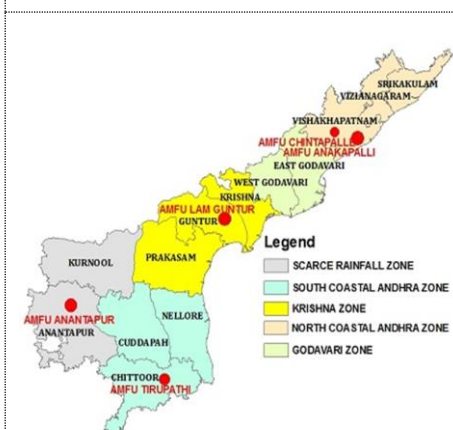 SRIKAKULAM
VIZIANAGARAM
VISHAKHAPATNAM
AMFU CHINTAPALLE
AMFU ANAKAPALLI
EAST GODAVARI
WEST GODAVARI
KRISHNA
AMFU LAM GUNTUR
GUNTUR
PRAKASAM
KURNOOL
AMFU ANANTAPUR
ANANTAPUR
NELLORE
CUDDAPAH
CHITTOOR
AMFU TIRUPATHI
Legend
SCARCE RAINFALL ZONE
SOUTH COASTAL ANDHRA ZONE
KRISHNA ZONE
NORTH COASTAL ANDHRA ZONE
GODAVARI ZONE